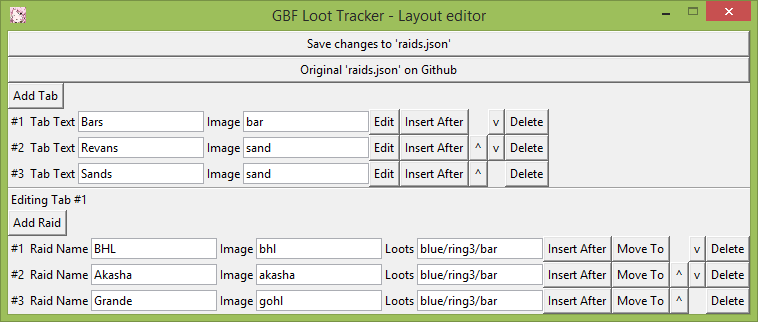 GBF Loot Tracker - Layout editor
Save changes to 'raids.json'
Original 'raids.json' on Github
Add Tab
#1 Tab Text Bars Image bar Edit Insert After v Delete
#2 Tab Text Revans Image sand Edit Insert After ^ v Delete
#3 Tab Text Sands Image sand Edit Insert After ^ Delete
Editing Tab #1
Add Raid
#1 Raid Name BHL Image bhl Loots blue/ring3/bar Insert After Move To v Delete
#2 Raid Name Akasha Image akasha Loots blue/ring3/bar Insert After Move To ^ v Delete
#3 Raid Name Grande Image gohl Loots blue/ring3/bar Insert After Move To ^ Delete